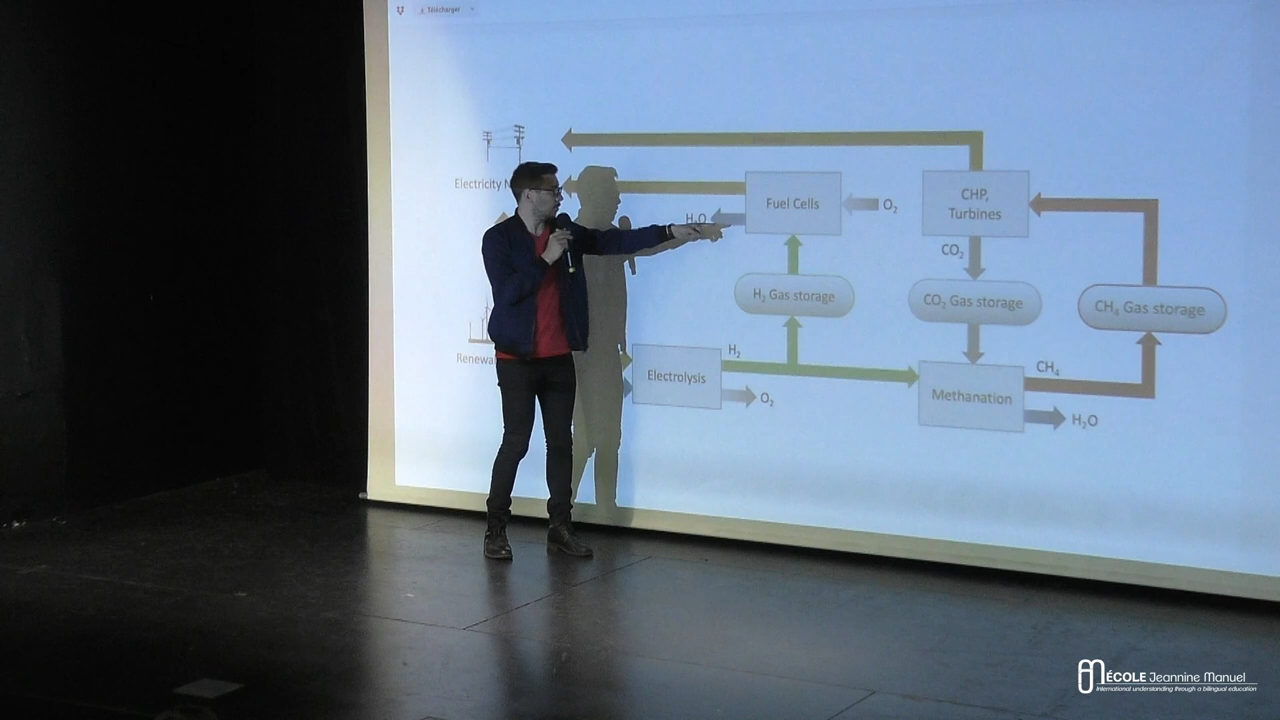 Télécharger
Electricity
Fuel Cells
O₂
CHP,
Turbines
H₂O
CO₂
H₂ Gas storage
CO₂ Gas storage
CH₄ Gas storage
H₂
CH₄
Electrolysis
O₂
Methanation
H₂O
ÉCOLE Jeannine Manuel
International understanding through a bilingual education